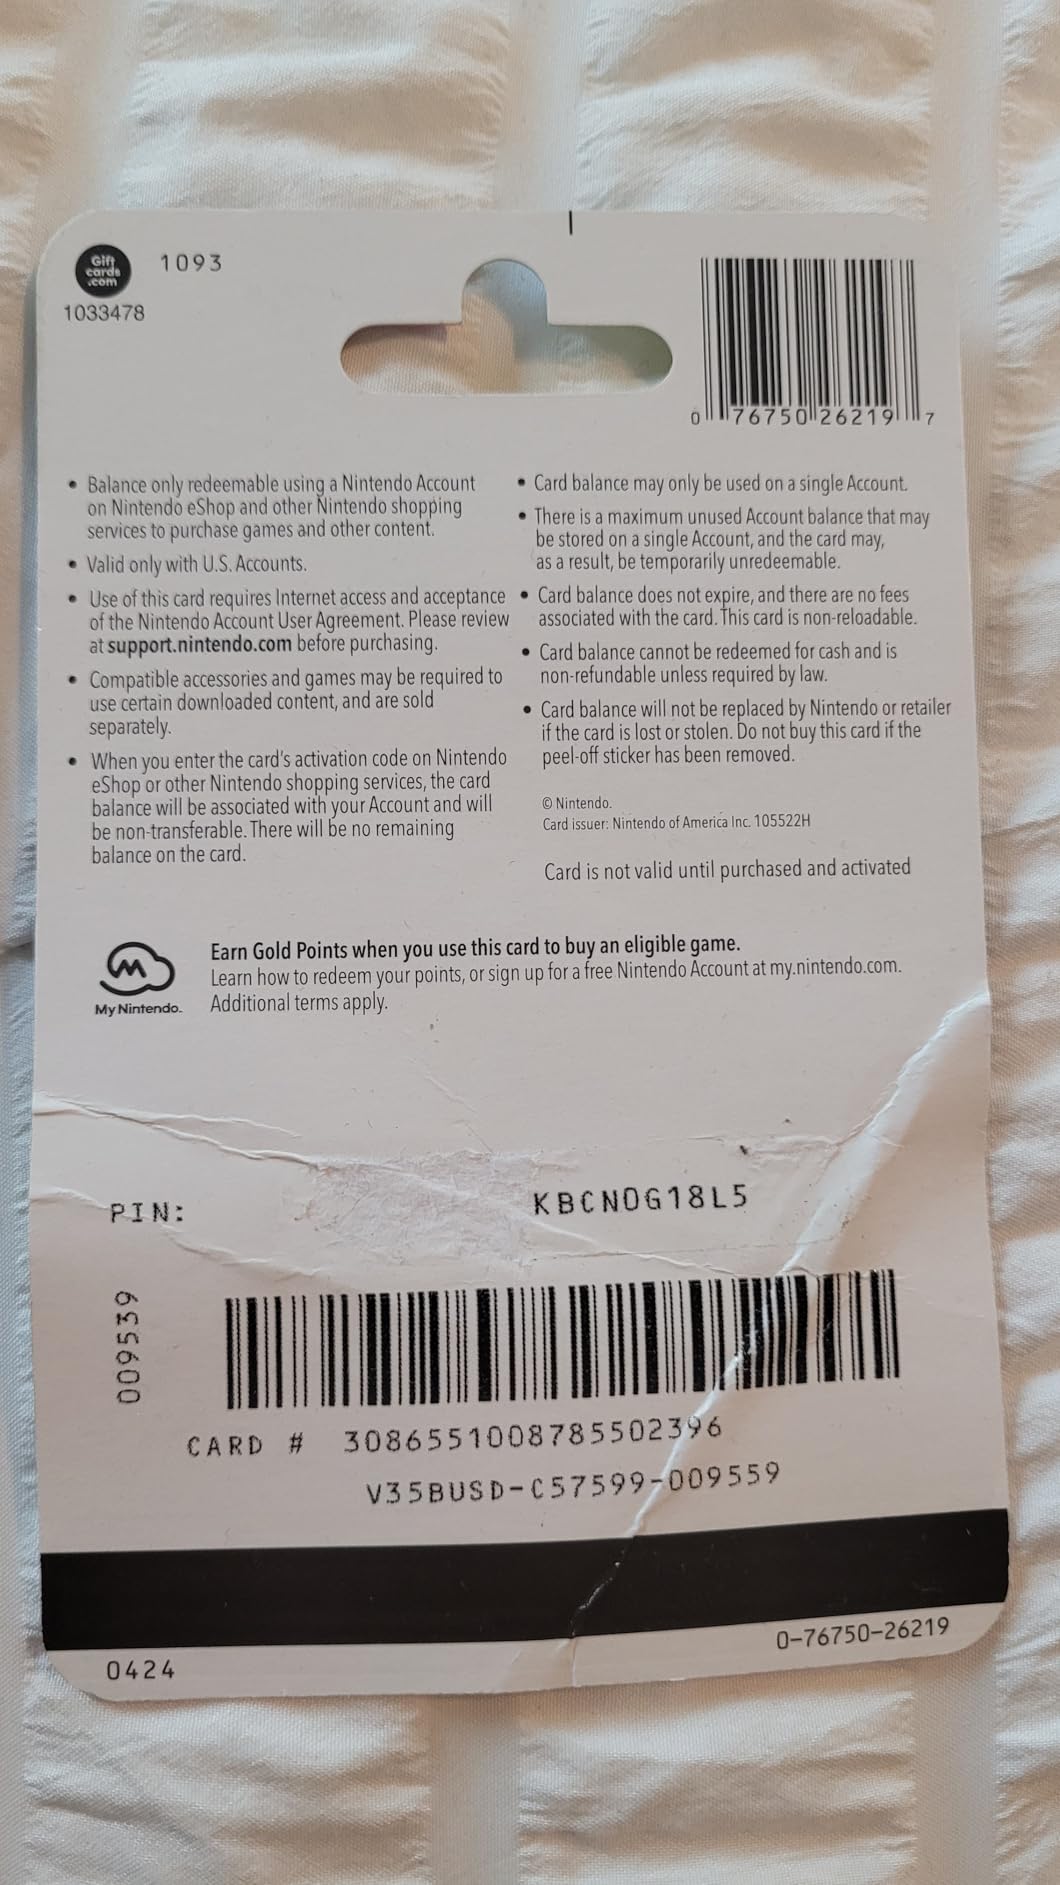 Gift
cards
.com
1093
1033478
0 76750 26219 7
• Balance only redeemable using a Nintendo Account
on Nintendo eShop and other Nintendo shopping
services to purchase games and other content.
• Valid only with U.S. Accounts.
• Use of this card requires Internet access and acceptance
of the Nintendo Account User Agreement. Please review
at support.nintendo.com before purchasing.
• Compatible accessories and games may be required to
use certain downloaded content, and are sold
separately.
• When you enter the card's activation code on Nintendo
eShop or other Nintendo shopping services, the card
balance will be associated with your Account and will
be non-transferable. There will be no remaining
balance on the card.
• Card balance may only be used on a single Account.
• There is a maximum unused Account balance that may
be stored on a single Account, and the card may,
as a result, be temporarily unredeemable.
• Card balance does not expire, and there are no fees
associated with the card. This card is non-reloadable.
• Card balance cannot be redeemed for cash and is
non-refundable unless required by law.
• Card balance will not be replaced by Nintendo or retailer
if the card is lost or stolen. Do not buy this card if the
peel-off sticker has been removed.
© Nintendo.
Card issuer: Nintendo of America Inc. 105522H
Card is not valid until purchased and activated
My Nintendo.
Earn Gold Points when you use this card to buy an eligible game.
Learn how to redeem your points, or sign up for a free Nintendo Account at my.nintendo.com.
Additional terms apply.
PIN: KBCN0G18L5
009539
CARD # 3086551008785502396
V35BUSD-C57599-009559
0-76750-26219
0424